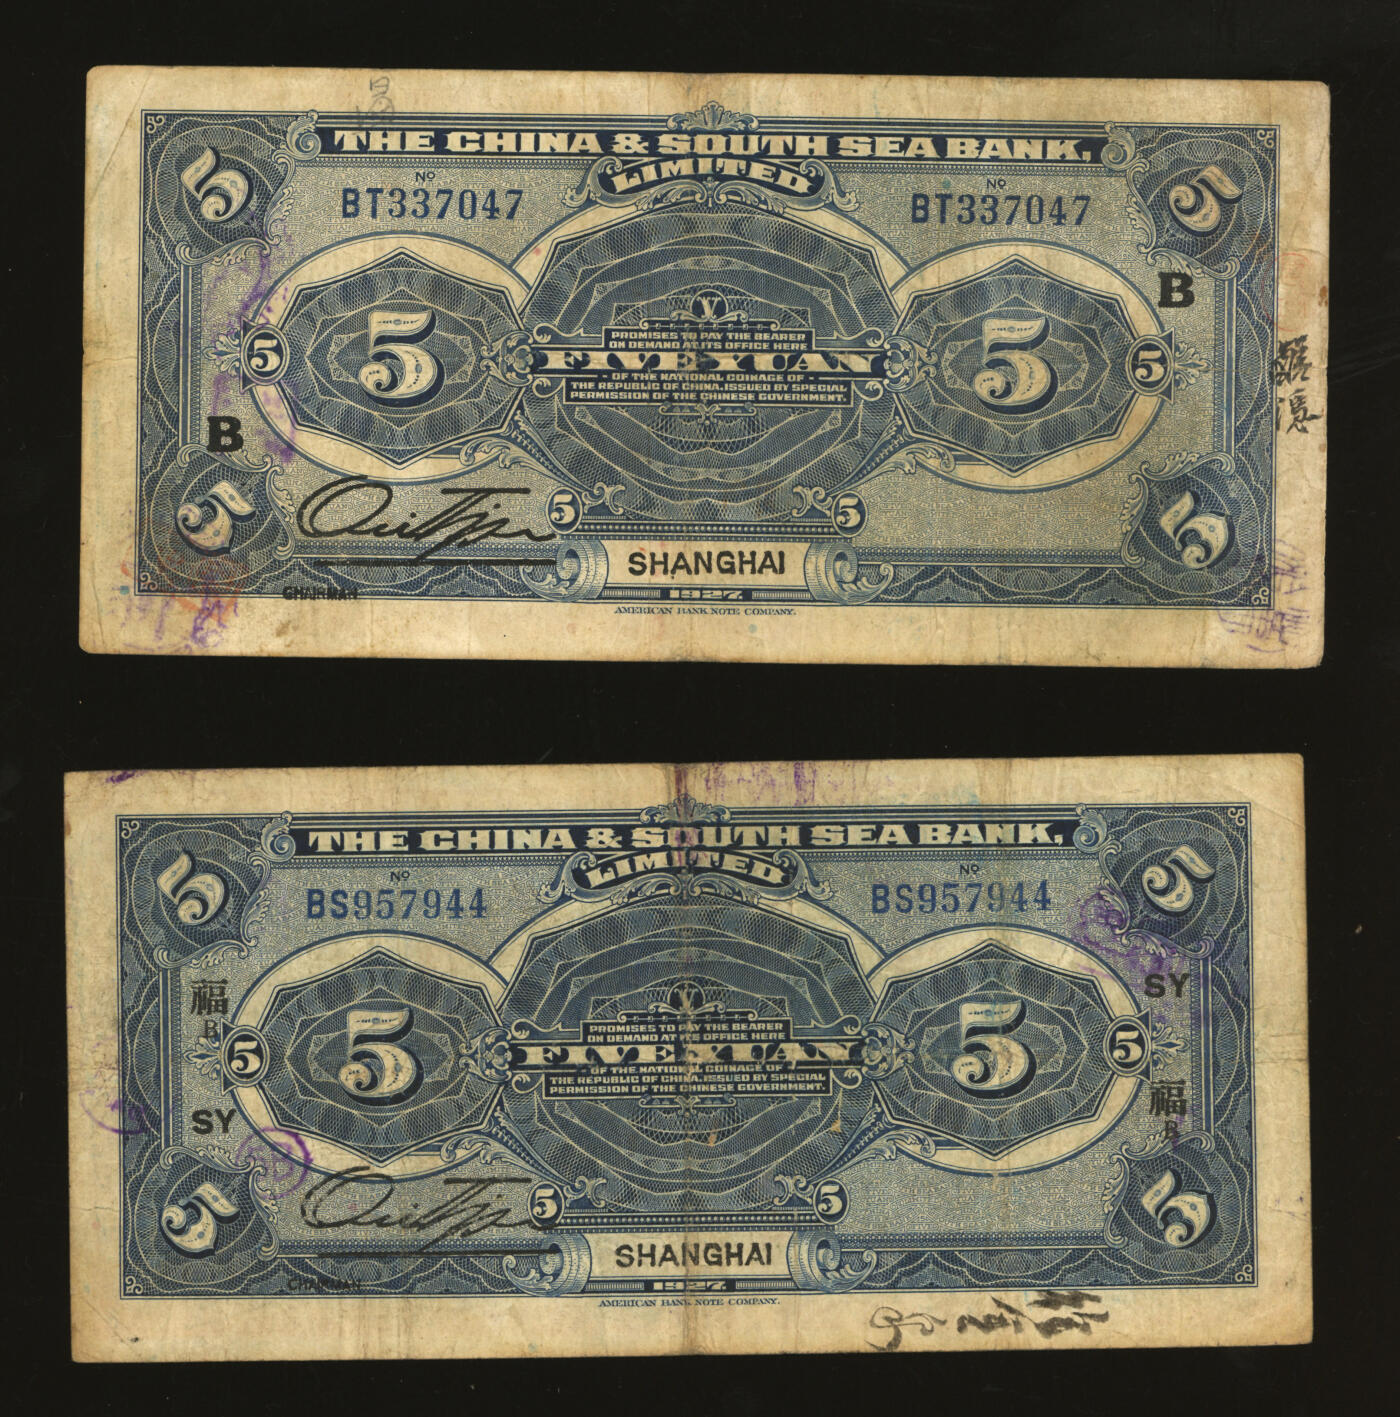 THE CHINA & SOUTH SEA BANK,
LIMITED
5 5
Nº Nº
BT337047 BT337047
B
V
PROMISES TO PAY THE BEARER
ON DEMAND AT ITS OFFICE HERE
5 5 FIVE YUAN 5 5
OF THE NATIONAL COINAGE OF
THE REPUBLIC OF CHINA. ISSUED BY SPECIAL
PERMISSION OF THE CHINESE GOVERNMENT.
B
5 5 5 5
SHANGHAI
CHAIRMAN
1927.
AMERICAN BANK NOTE COMPANY.
THE CHINA & SOUTH SEA BANK,
LIMITED
5 5
Nº Nº
BS957944 BS957944
福 SY
B
V
PROMISES TO PAY THE BEARER
ON DEMAND AT ITS OFFICE HERE
5 5 FIVE YUAN 5 5
OF THE NATIONAL COINAGE OF
THE REPUBLIC OF CHINA. ISSUED BY SPECIAL
PERMISSION OF THE CHINESE GOVERNMENT.
SY 福
B
5 5 5 5
SHANGHAI
CHAIRMAN
1927.
AMERICAN BANK NOTE COMPANY.